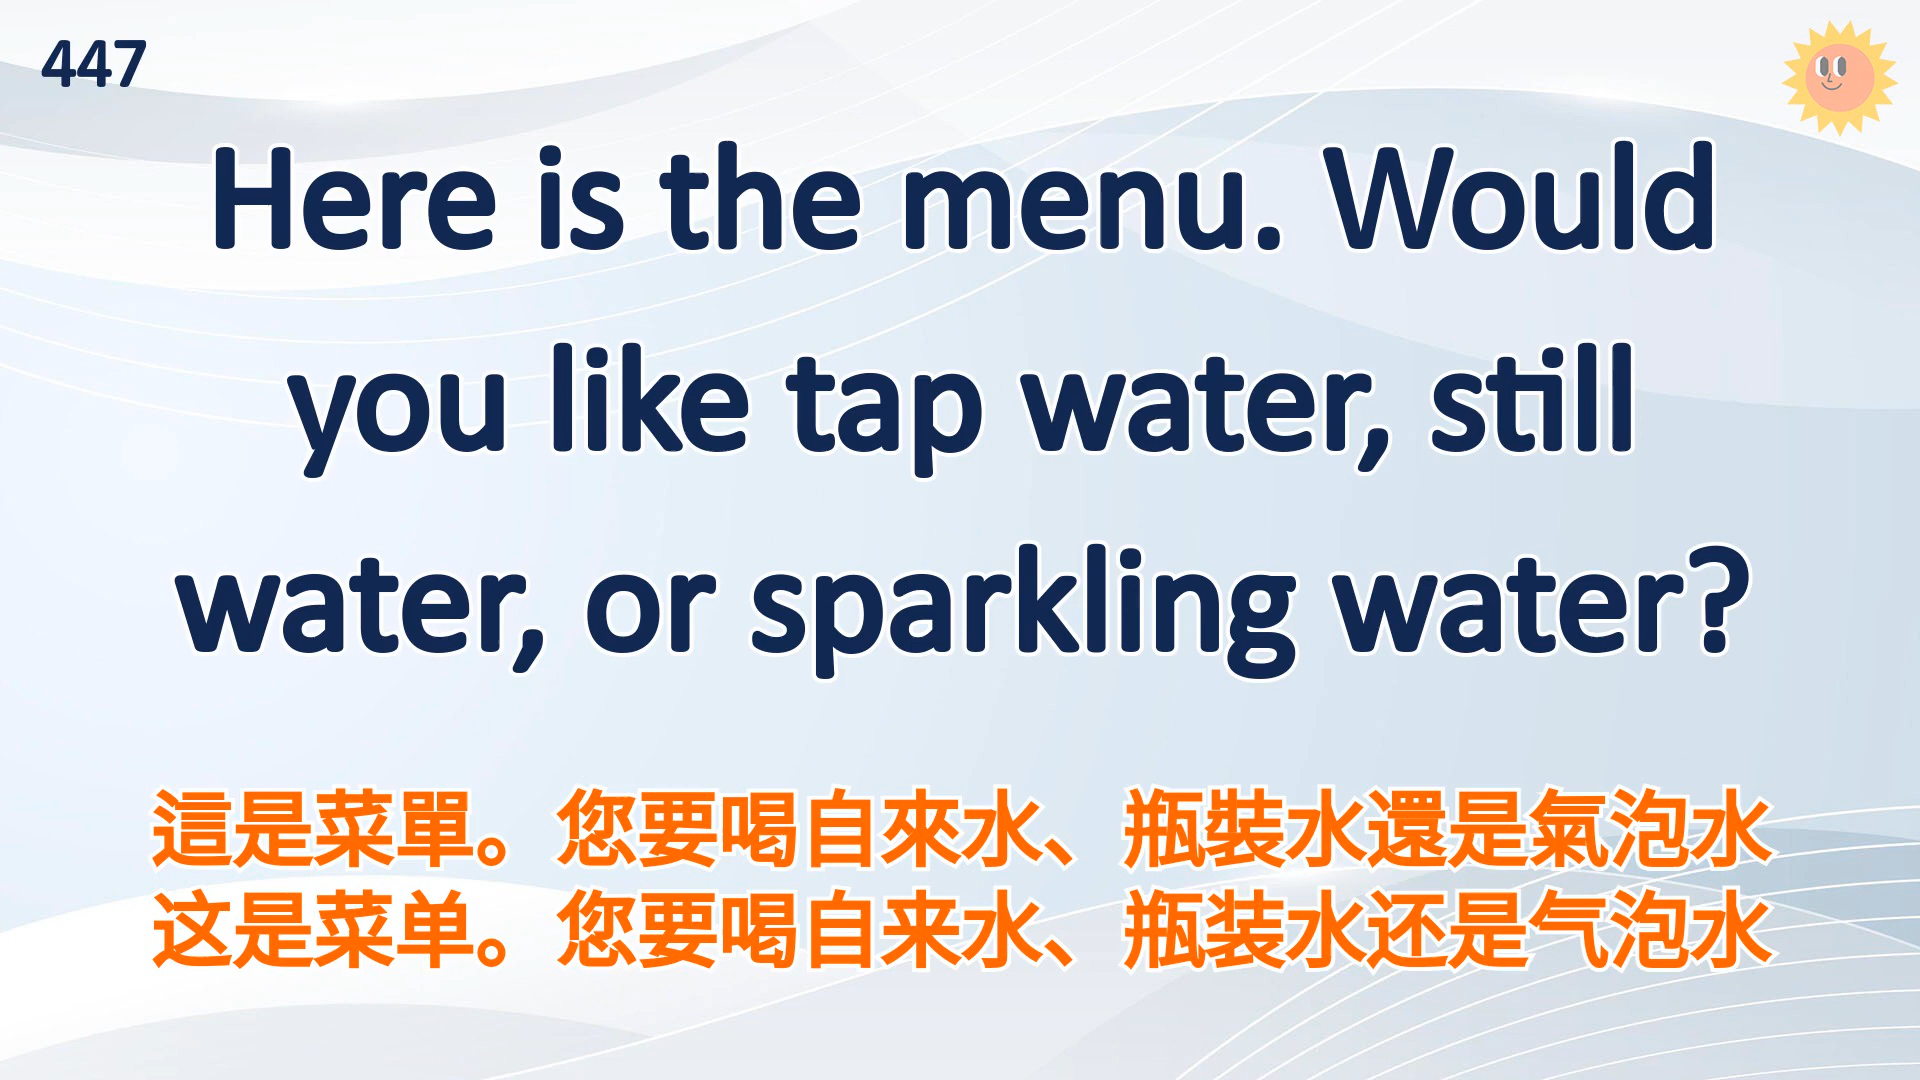 447
Here is the menu. Would
you like tap water, still
water, or sparkling water?
這是菜單。您要喝自來水、瓶裝水還是氣泡水
这是菜单。您要喝自来水、瓶装水还是气泡水